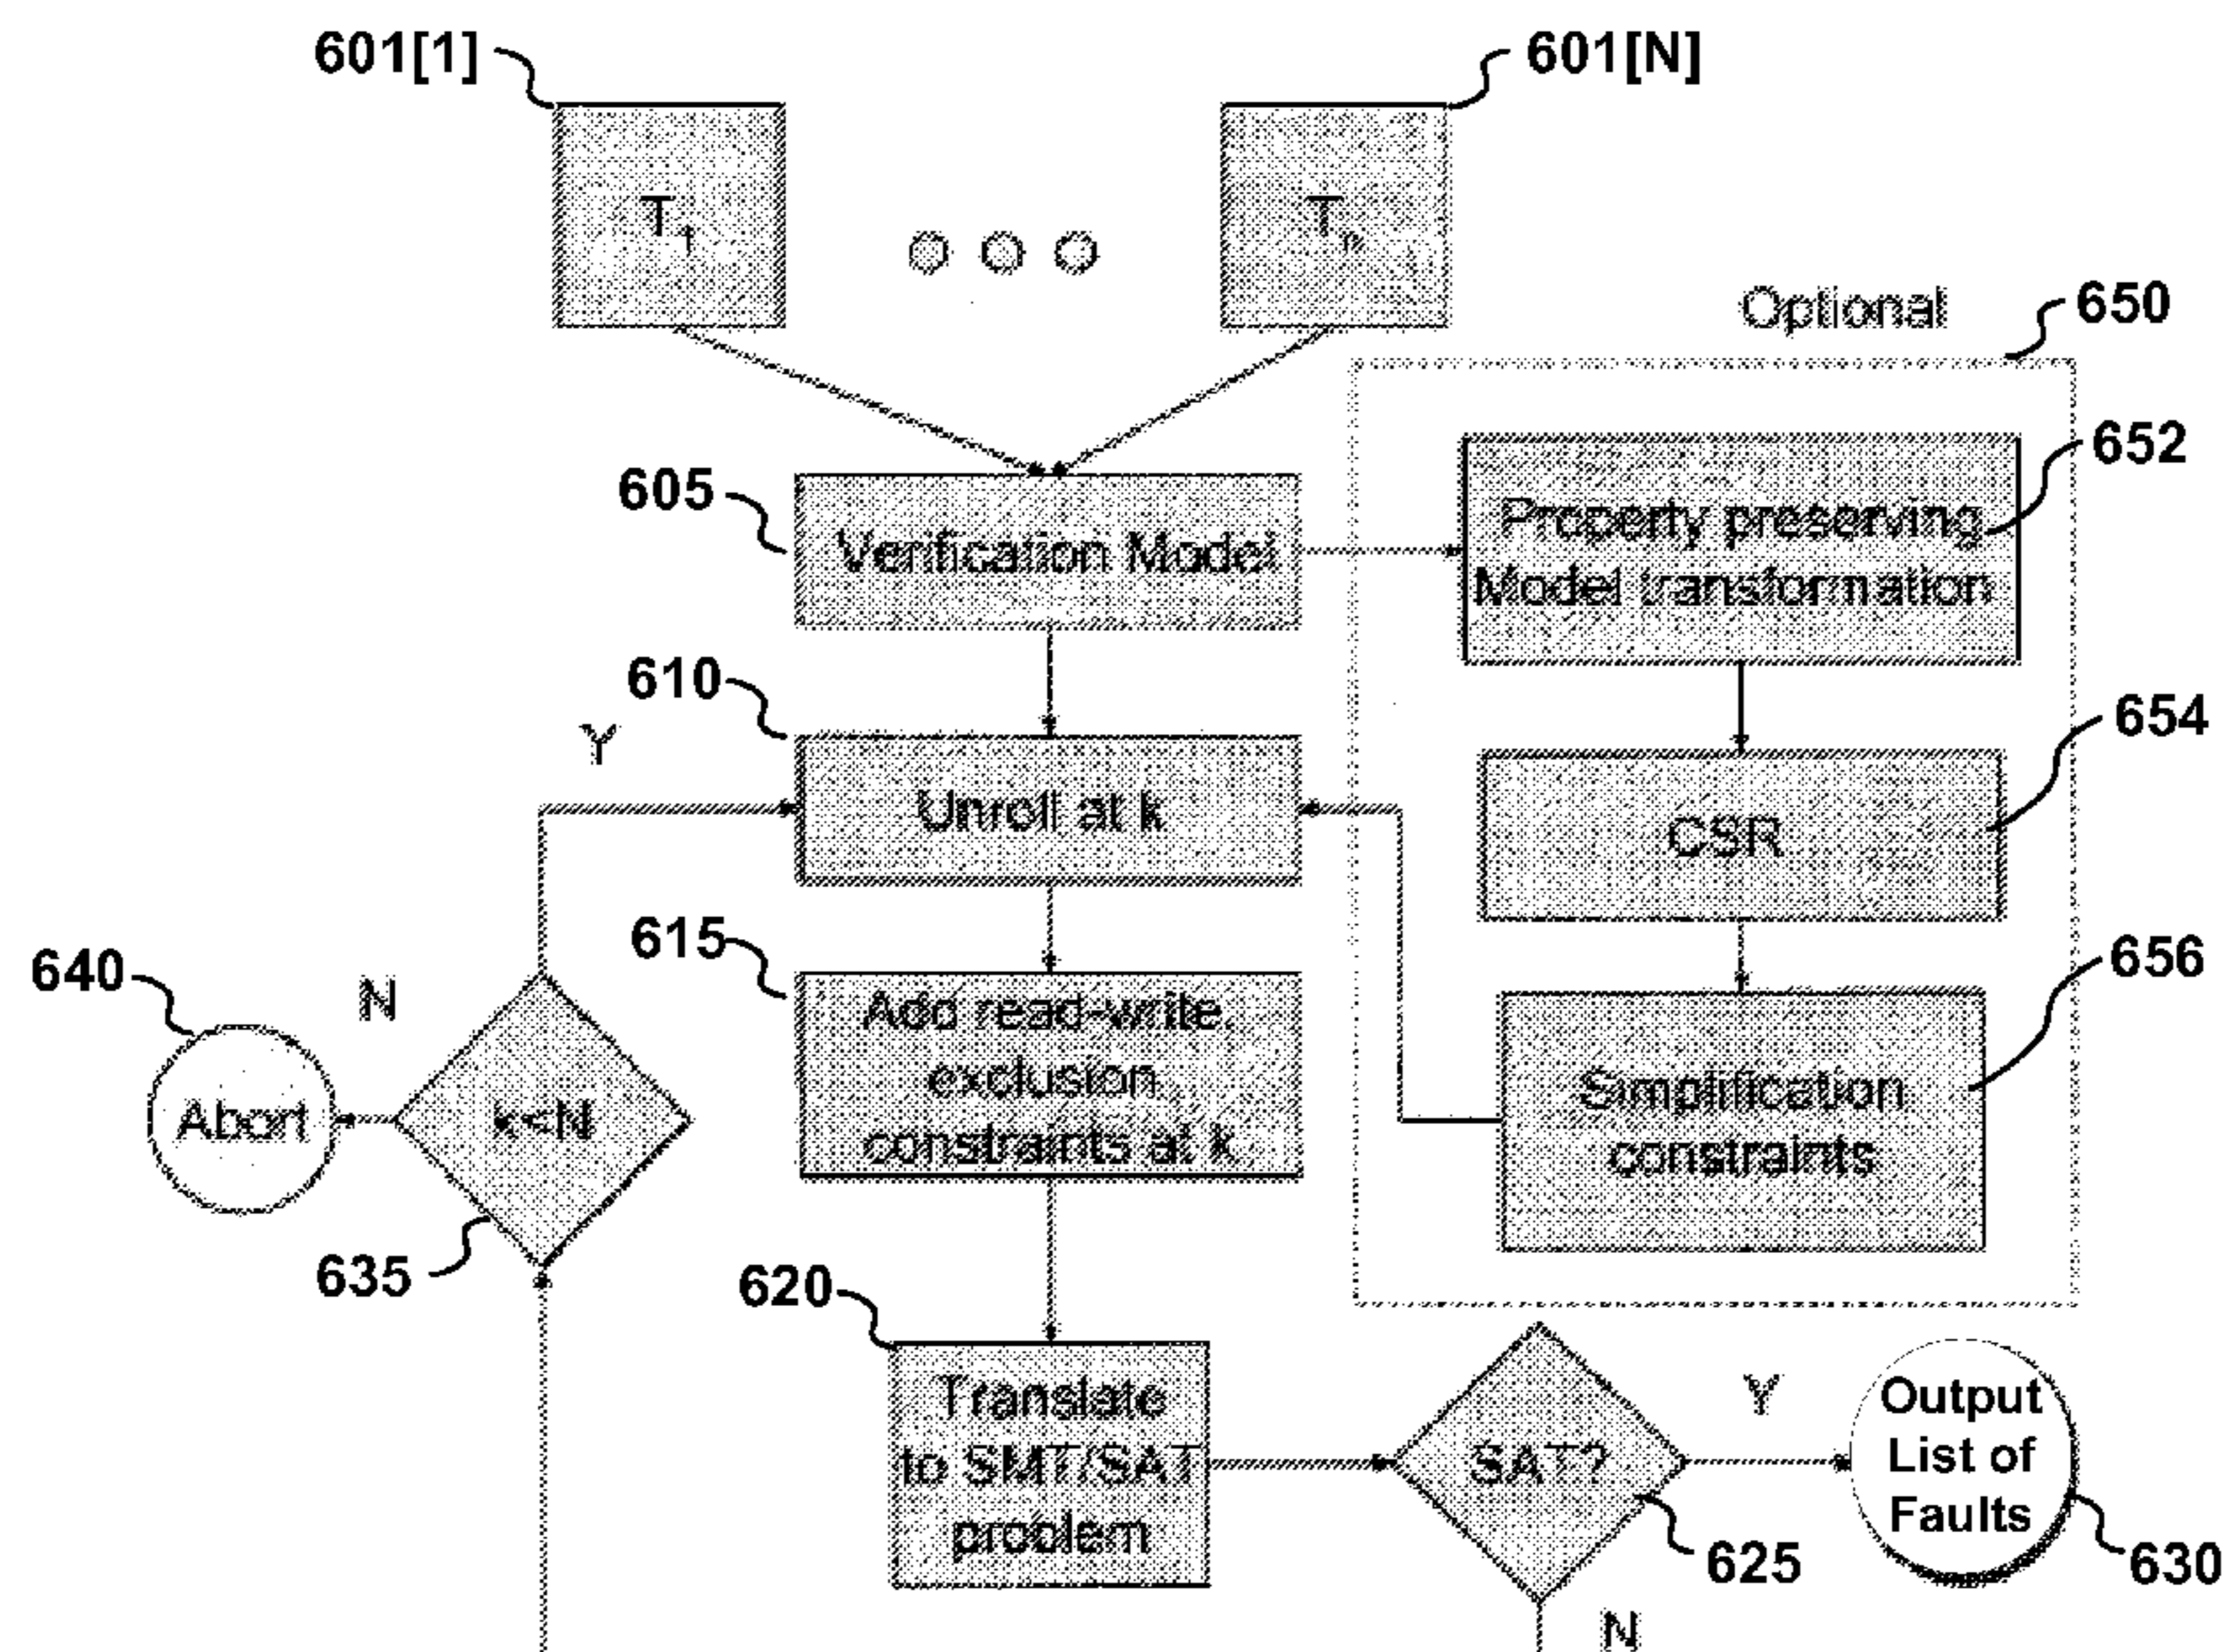 601[1]
601[N]
T1
Tn
Optional
650
652
605
Verification Model
Property preserving
Model transformation
610
654
Y
Unroll at k
CSR
615
640
N
656
Add read-write,
exclusion
constraints at k
Abort
k<N
Simplification
constraints
635
620
Translate
to SMT/SAT
problem
SAT?
Y
Output
List of
Faults
625
630
N